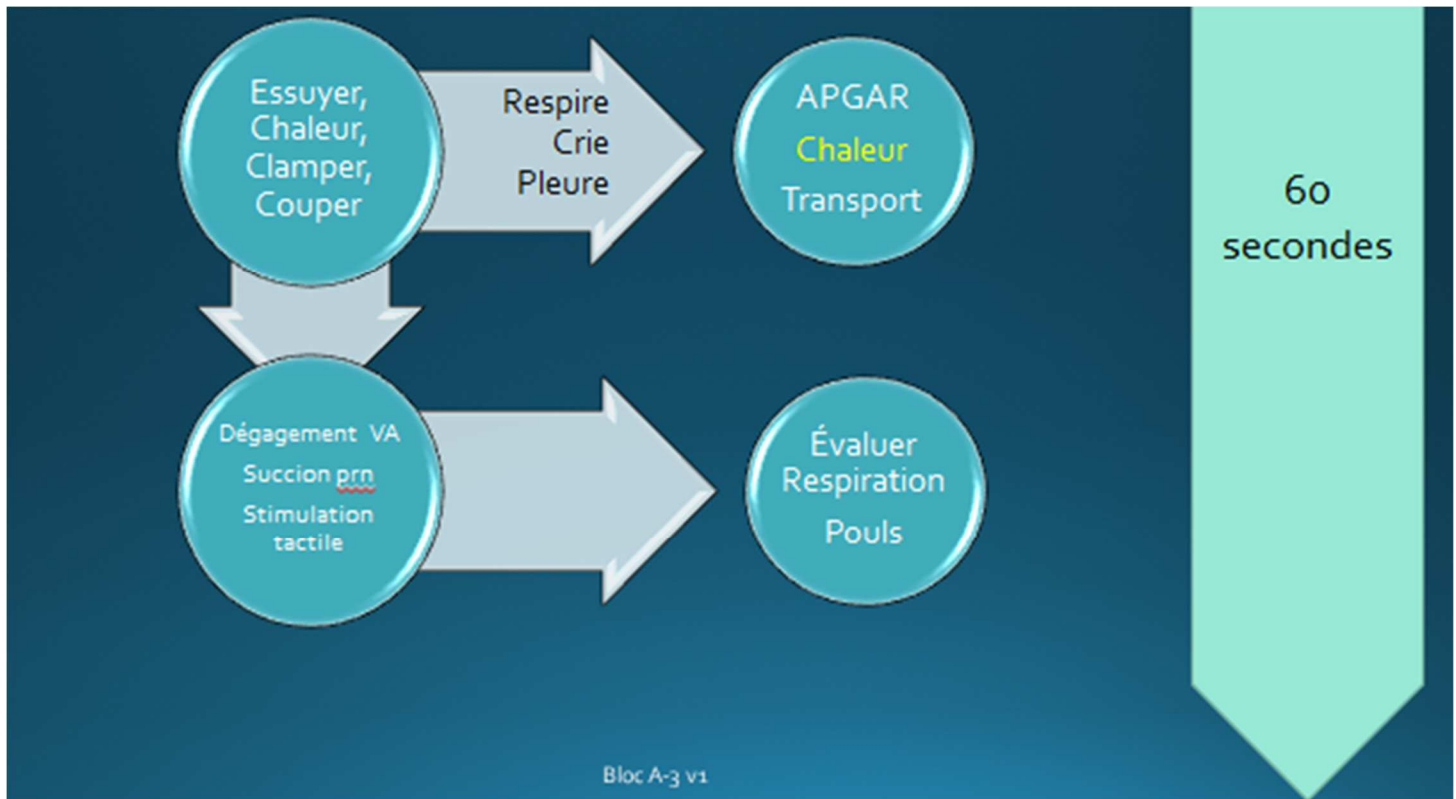 Essuyer,
Chaleur,
Clamper,
Couper
Respire
Crie
Pleure
APGAR
Chaleur
Transport
60
secondes
Dégagement VA
Succion prn
Stimulation
tactile
Évaluer
Respiration
Pouls
Bloc A-3 v1